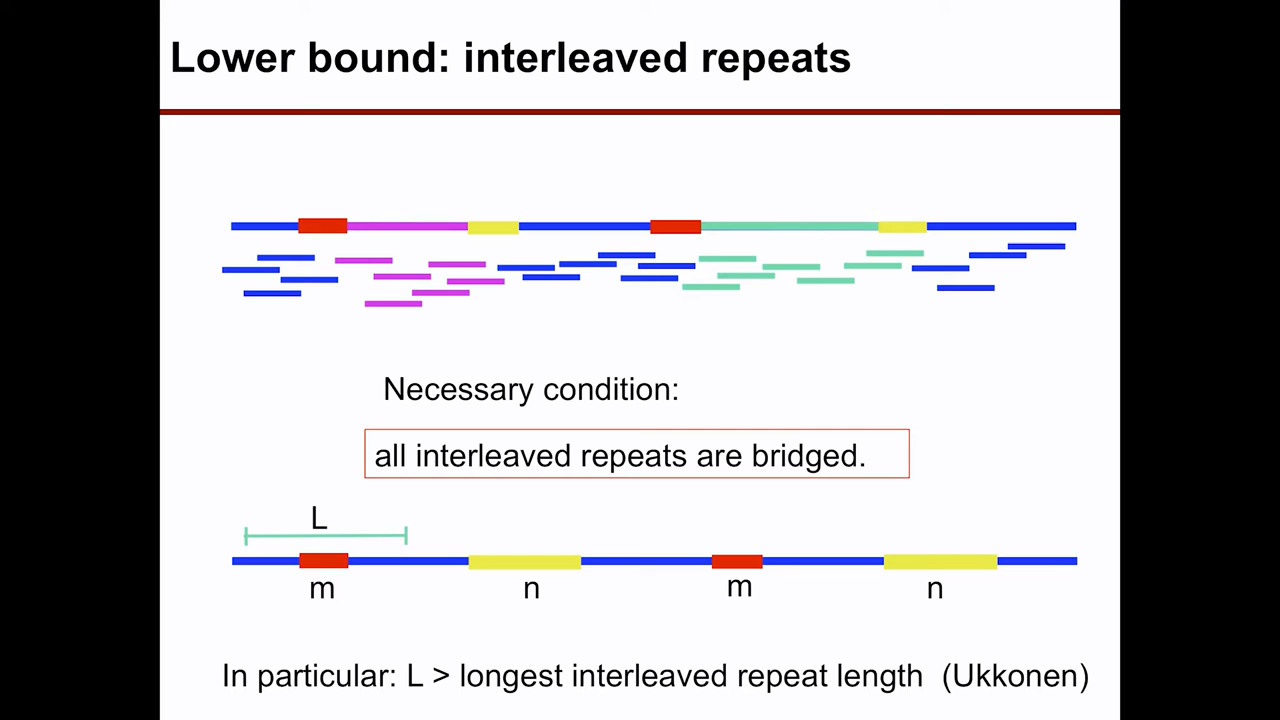 Lower bound: interleaved repeats
Necessary condition:
all interleaved repeats are bridged.
L
m n m n
In particular: L > longest interleaved repeat length (Ukkonen)